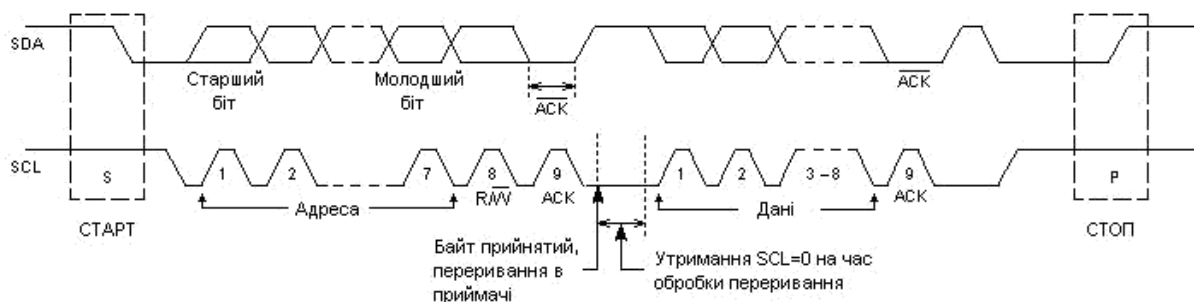 SDA
Старший
біт
Молодший
біт
ACK
ACK
SCL
S
1
2
7
8
9
1
2
3-8
9
P
R/W
ACK
ACK
Адреса
Дані
СТАРТ
СТОП
Байт прийнятий,
переривання в
приймачі
Утримання SCL=0 на час
обробки переривання